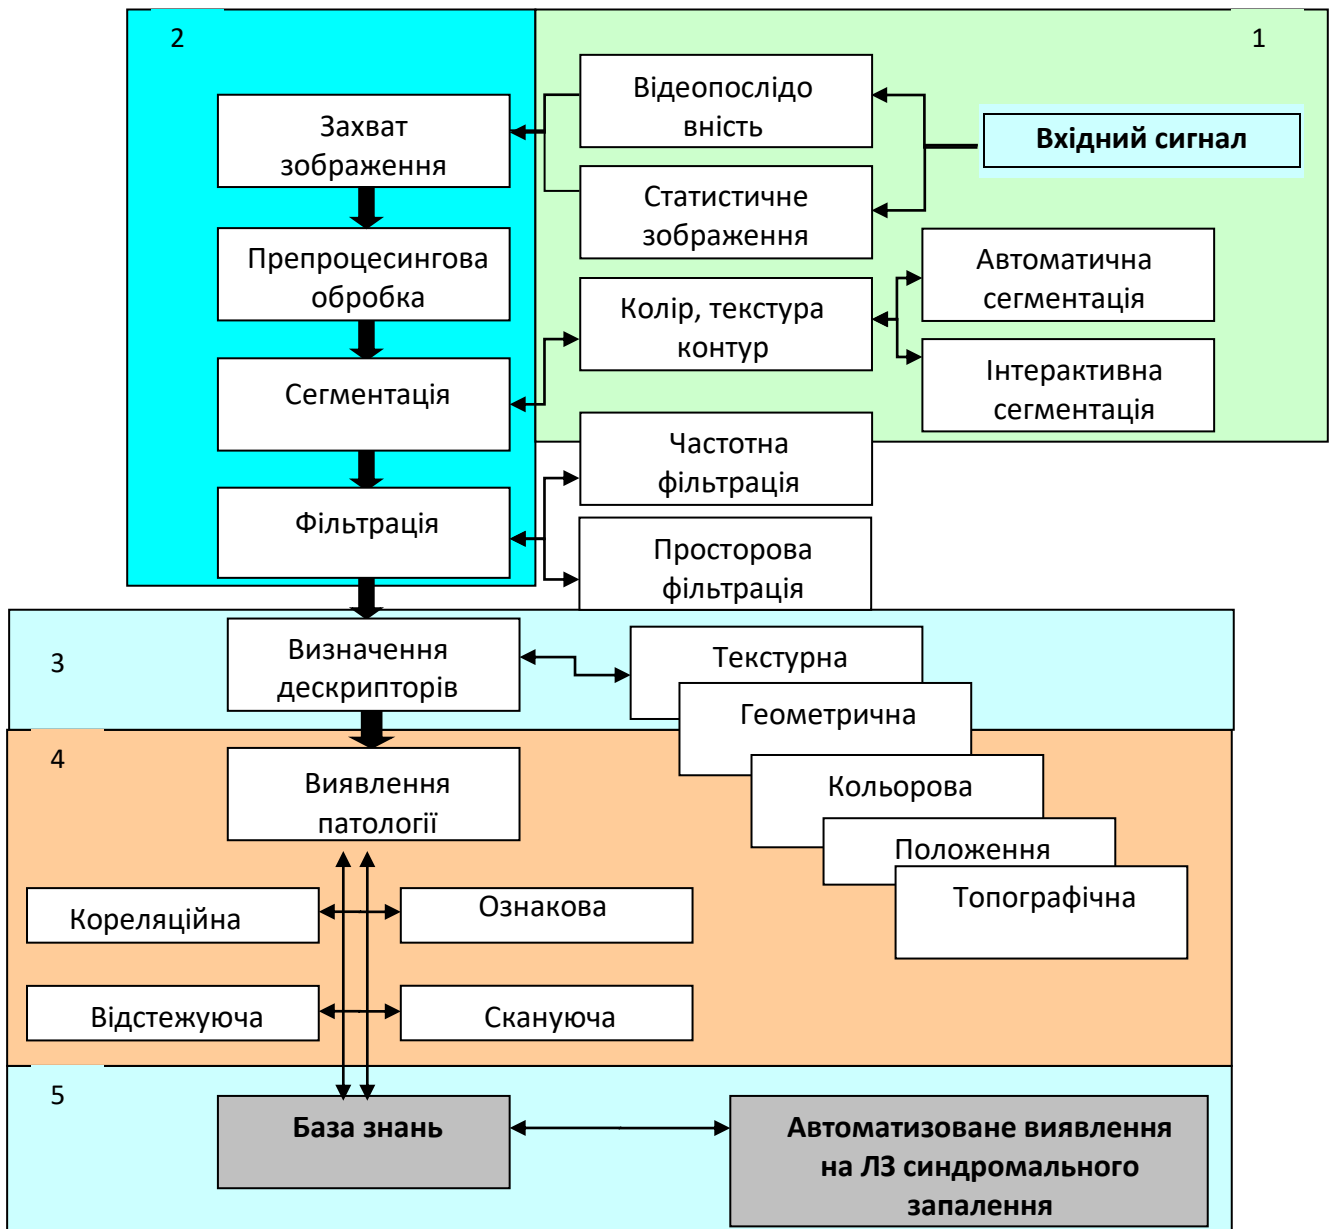 2
1
Відеопослідо
вність
Вхідний сигнал
Захват
зображення
Статистичне
зображення
Препроцесингова
обробка
Колір, текстура
контур
Автоматична
сегментація
Інтерактивна
сегментація
Сегментація
Частотна
фільтрація
Фільтрація
Просторова
фільтрація
3
Визначення
дескрипторів
Текстурна
Геометрична
Кольорова
Положення
Топографічна
4
Виявлення
патології
Кореляційна
Ознакова
Відстежуюча
Скануюча
5
База знань
Автоматизоване виявлення
на ЛЗ синдромального
запалення